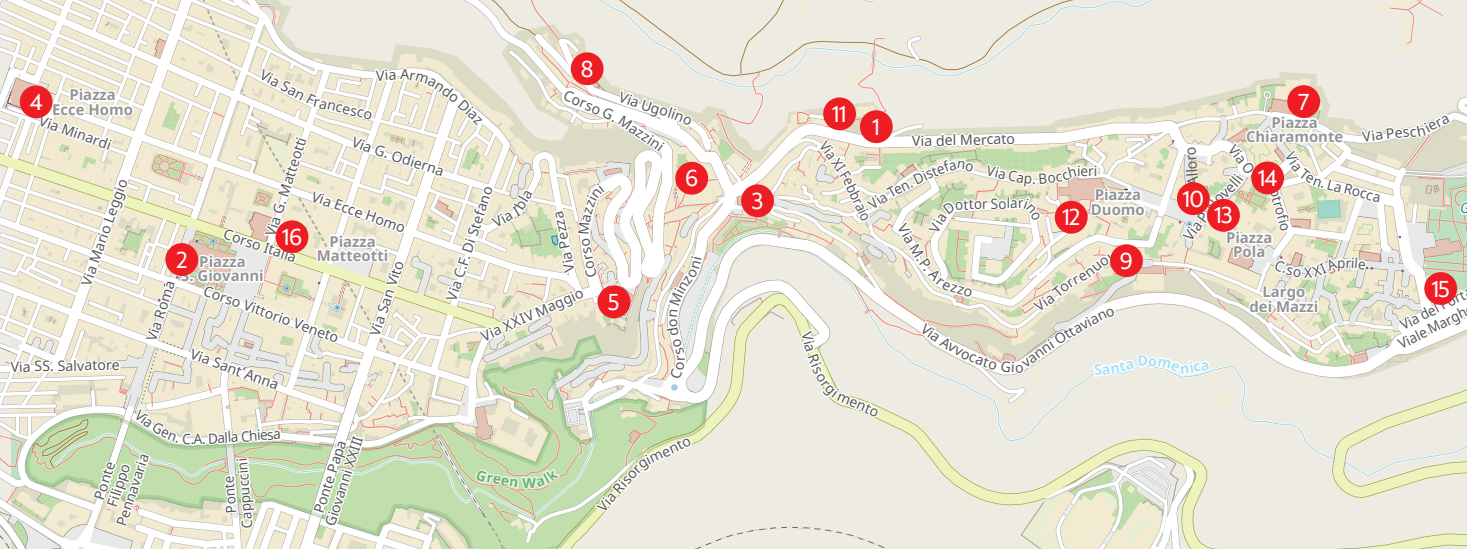 Via Armando Diaz
Via San Francesco
8
Via Ugolino
Corso G. Mazzini
4
Piazza
Ecce Homo
Via Minardi
11
1
Via del Mercato
7
Piazza
Chiaramonte
Via Peschiera
Via G. Odierna
Via G. Matteotti
Via Mario Leggio
Via Ecce Homo
Via C.F. Di Stefano
Via Ibla
Via Pezza
Corso Mazzini
6
3
Via XI Febbraio
Via Ten. Distefano
Via Cap. Bocchieri
Via Dottor Solarino
12
Piazza
Duomo
10
13
14
Via Ten. La Rocca
Piazza
Pola
16
Corso Italia
Piazza
Matteotti
2
Piazza
S. Giovanni
Via Roma
Corso Vittorio Veneto
Via San Vito
Via XXIV Maggio
5
Corso don Minzoni
Via M.P. Arezzo
Via Torrenuova
9
C.so XXI Aprile
Largo
dei Mazzi
15
Viale Margh
Via Avvocato Giovanni Ottaviano
Santa Domenica
Via Risorgimento
Via SS. Salvatore
Via Sant'Anna
Via Gen. C.A. Dalla Chiesa
Ponte
Filippo
Pennavaria
Ponte
Cappuccini
Ponte Papa
Giovanni XXIII
Green Walk
Via Risorgimento